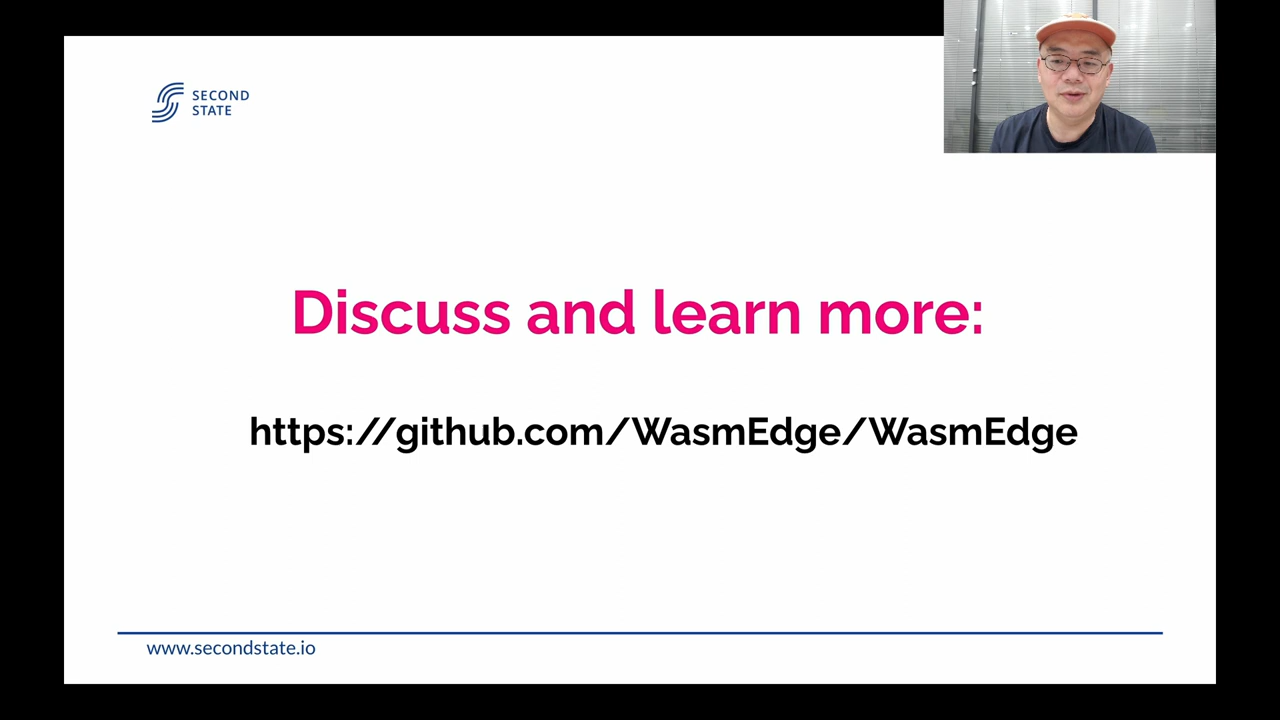 SECOND
STATE
Discuss and learn more:
https://github.com/WasmEdge/WasmEdge
www.secondstate.io